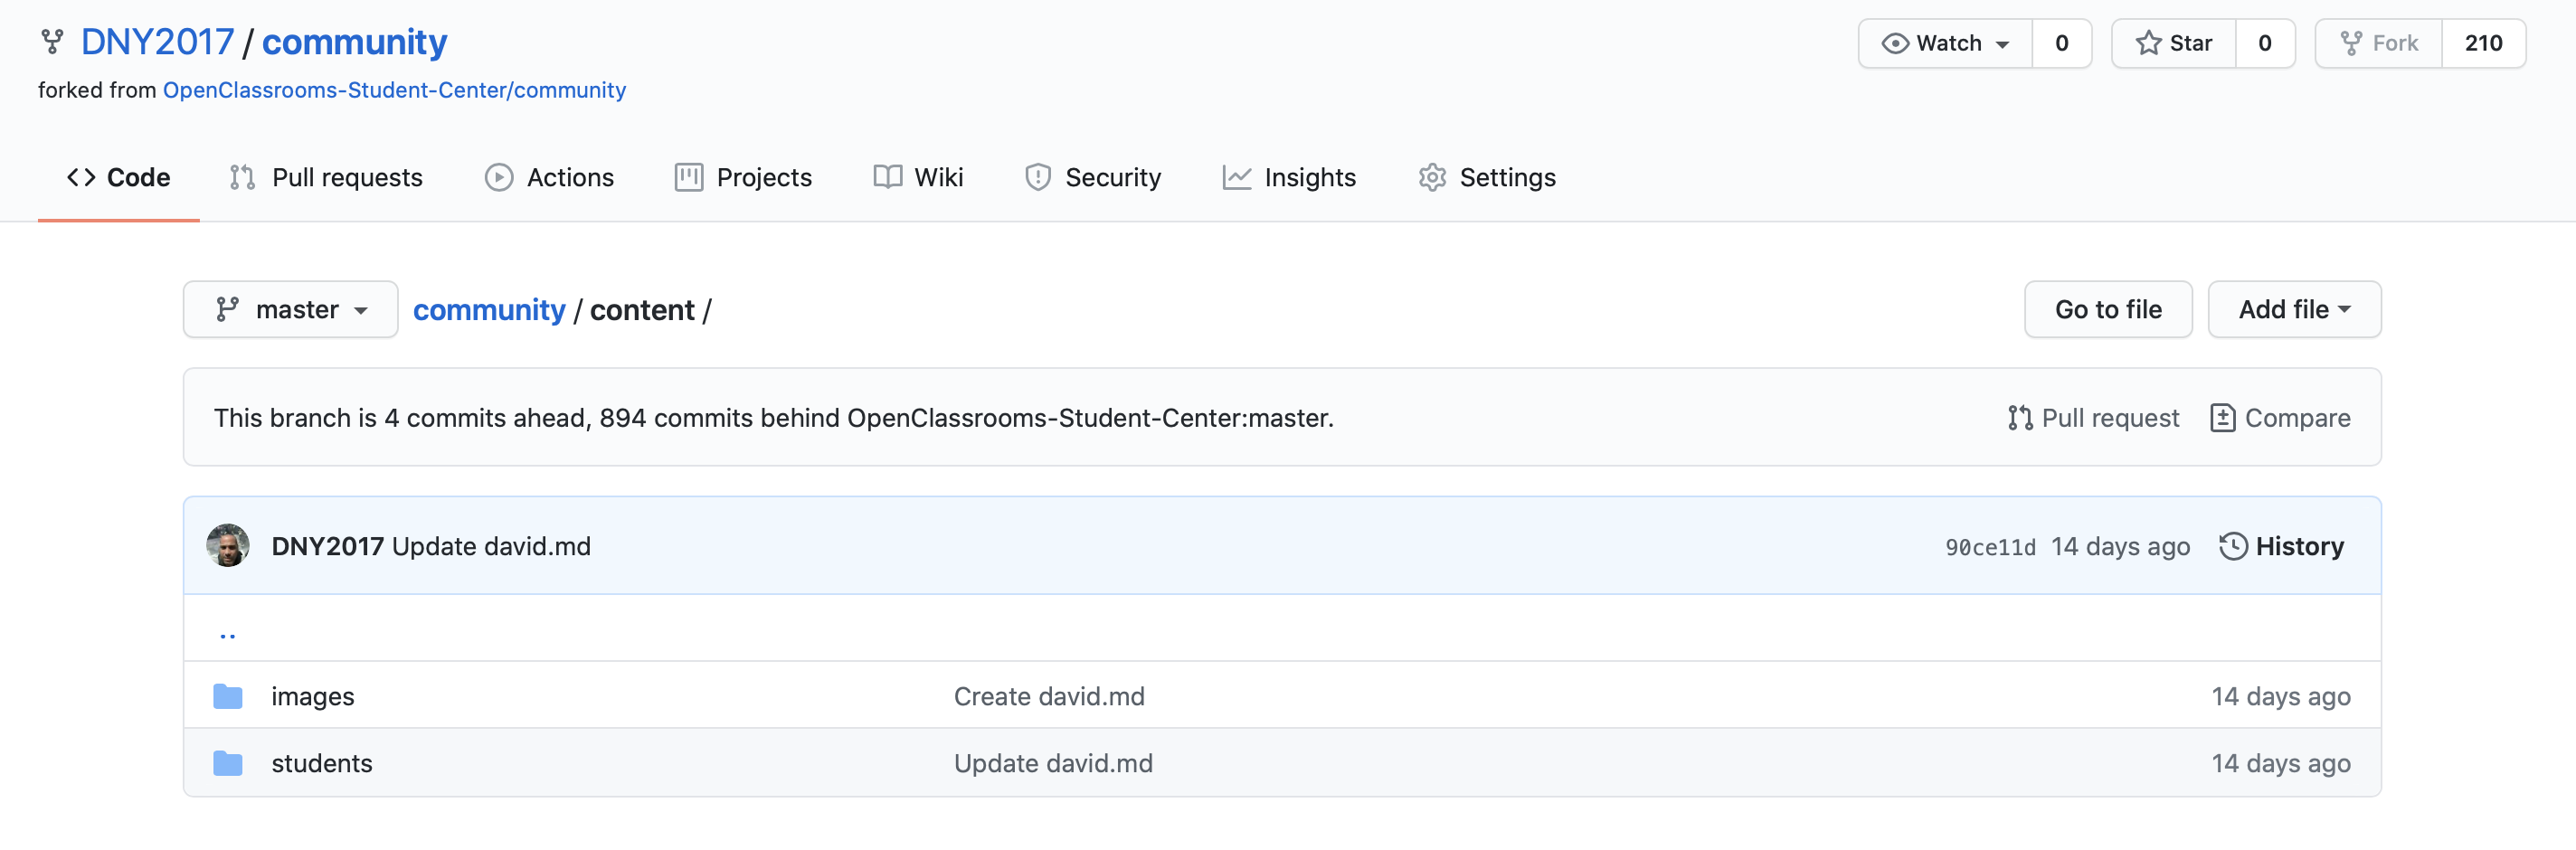 DNY2017 / community
Watch 0 Star 0 Fork 210
forked from OpenClassrooms-Student-Center/community
Code Pull requests Actions Projects Wiki Security Insights Settings
master community / content / Go to file Add file
This branch is 4 commits ahead, 894 commits behind OpenClassrooms-Student-Center:master. Pull request Compare
DNY2017 Update david.md 90ce11d 14 days ago History
..
images Create david.md 14 days ago
students Update david.md 14 days ago